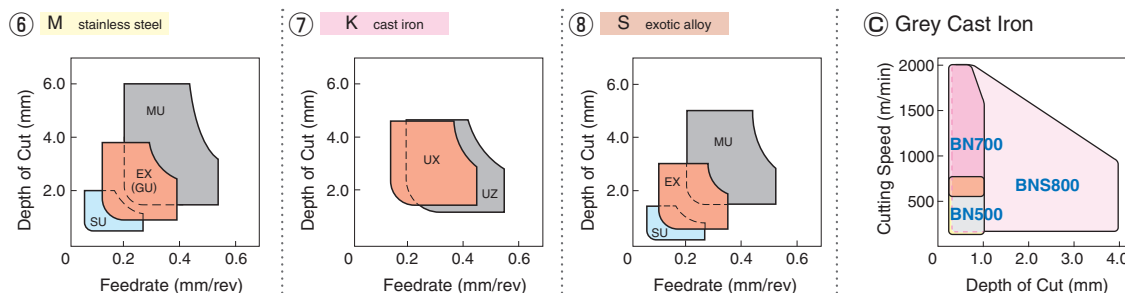 ⑥ M stainless steel
6.0
4.0
2.0
0
0.2
0.4
0.6
Depth of Cut (mm)
Feedrate (mm/rev)
MU
EX
(GU)
SU
⑦ K cast iron
6.0
4.0
2.0
0
0.2
0.4
0.6
Depth of Cut (mm)
Feedrate (mm/rev)
UX
UZ
⑧ S exotic alloy
6.0
4.0
2.0
0
0.2
0.4
0.6
Depth of Cut (mm)
Feedrate (mm/rev)
MU
EX
SU
Ⓒ Grey Cast Iron
2000
1500
1000
500
0
1.0
2.0
3.0
4.0
Cutting Speed (m/min)
Depth of Cut (mm)
BN700
BNS800
BN500